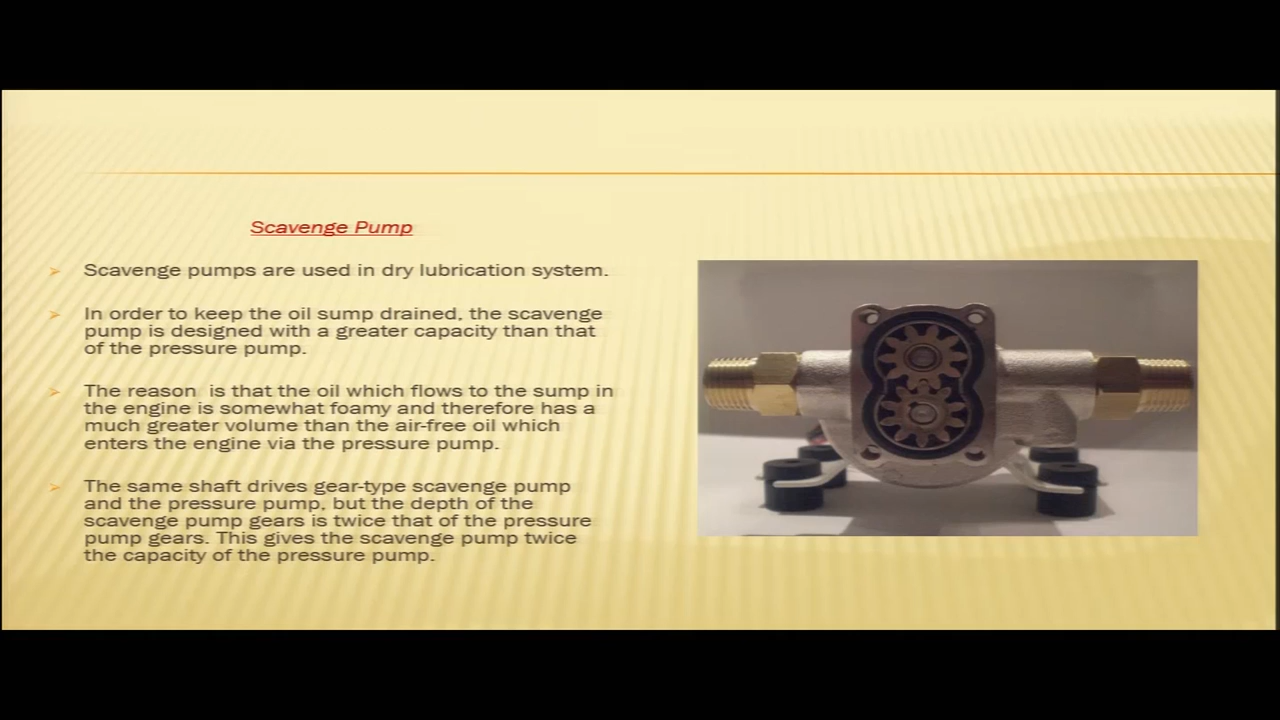 Scavenge Pump
Scavenge pumps are used in dry lubrication system.
In order to keep the oil sump drained, the scavenge
pump is designed with a greater capacity than that
of the pressure pump.
The reason is that the oil which flows to the sump in
the engine is somewhat foamy and therefore has a
much greater volume than the air-free oil which
enters the engine via the pressure pump.
The same shaft drives gear-type scavenge pump
and the pressure pump, but the depth of the
scavenge pump gears is twice that of the pressure
pump gears. This gives the scavenge pump twice
the capacity of the pressure pump.